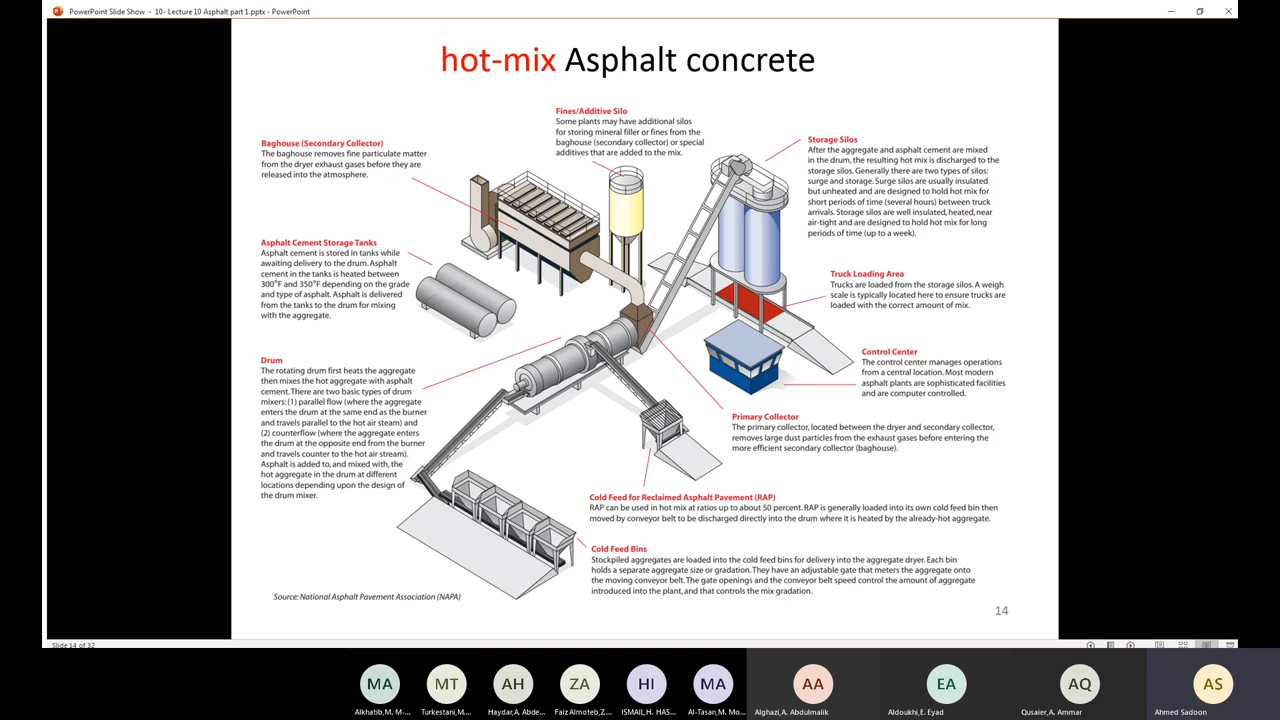 PowerPoint Slide Show - 10- Lecture 10 Asphalt part 1.pptx - PowerPoint
hot-mix Asphalt concrete
Fines/Additive Silo
Some plants may have additional silos
for storing mineral filler or fines from the
baghouse (secondary collector) or special
additives that are added to the mix.
Baghouse (Secondary Collector)
The baghouse removes fine particulate matter
from the dryer exhaust gases before they are
released into the atmosphere.
Storage Silos
After the aggregate and asphalt cement are mixed
in the drum, the resulting hot mix is discharged to the
storage silos. Generally there are two types of silos:
surge and storage. Surge silos are usually insulated
but unheated and are designed to hold hot mix for
short periods of time (several hours) between truck
arrivals. Storage silos are well insulated, heated, near
air-tight and are designed to hold hot mix for long
periods of time (up to a week).
Asphalt Cement Storage Tanks
Asphalt cement is stored in tanks while
awaiting delivery to the drum. Asphalt
cement in the tanks is heated between
300°F and 350°F depending on the grade
and type of asphalt. Asphalt is delivered
from the tanks to the drum for mixing
with the aggregate.
Truck Loading Area
Trucks are loaded from the storage silos. A weigh
scale is typically located here to ensure trucks are
loaded with the correct amount of mix.
Control Center
The control center manages operations
from a central location. Most modern
asphalt plants are sophisticated facilities
and are computer controlled.
Drum
The rotating drum first heats the aggregate
then mixes the hot aggregate with asphalt
cement. There are two basic types of drum
mixers: (1) parallel flow (where the aggregate
enters the drum at the same end as the burner
and travels parallel to the hot air stream) and
(2) counterflow (where the aggregate enters
the drum at the opposite end from the burner
and travels counter to the hot air stream).
Asphalt is added to, and mixed with, the
hot aggregate in the drum at different
locations depending upon the design of
the drum mixer.
Primary Collector
The primary collector, located between the dryer and secondary collector,
removes large dust particles from the exhaust gases before entering the
more efficient secondary collector (baghouse).
Cold Feed for Reclaimed Asphalt Pavement (RAP)
RAP can be used in hot mix at ratios up to about 50 percent. RAP is generally loaded into its own cold feed bin then
moved by conveyor belt to be discharged directly into the drum where it is heated by the already-hot aggregate.
Cold Feed Bins
Stockpiled aggregates are loaded into the cold feed bins for delivery into the aggregate dryer. Each bin
holds a separate aggregate size or gradation. They have an adjustable gate that meters the aggregate onto
the moving conveyor belt. The gate openings and the conveyor belt speed control the amount of aggregate
introduced into the plant, and that controls the mix gradation.
Source: National Asphalt Pavement Association (NAPA)
14
Slide 14 of 32
MA
MT
AH
ZA
HI
MA
AA
EA
AQ
AS
Alkhatib,M. M-...
Turkestani,M....
Haydar,A. Abde...
Faiz Almoteb,Z....
ISMAIL,H. HAS...
Al-Tasan,M. Mo...
Alghazi,A. Abdulmalik
Aldoukhi,E. Eyad
Qusaier,A. Ammar
Ahmed Sadoon